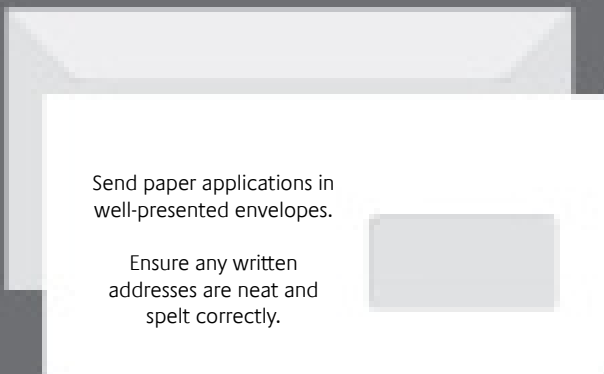 Send paper applications in
well-presented envelopes.
Ensure any written
addresses are neat and
spelt correctly.